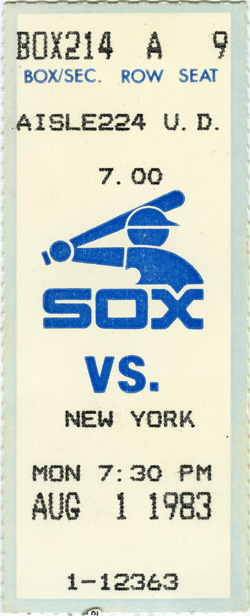 BOX214 A 9
BOX/SEC. ROW SEAT
AISLE224 U.D.
7.00
SOX
VS.
NEW YORK
MON 7:30 PM
AUG 1 1983
1-12363